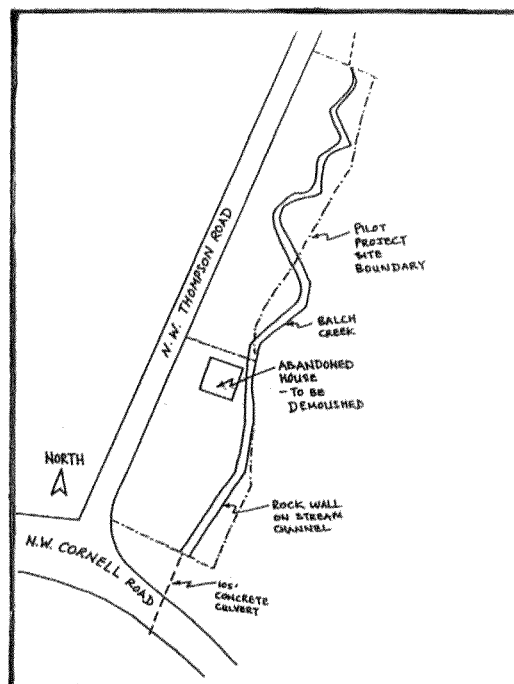 N.W. THOMPSON ROAD
PILOT
PROJECT
SITE
BOUNDARY
BALCH
CREEK
ABANDONED
HOUSE
- TO BE
DEMOLISHED
NORTH
ROCK WALL
ON STREAM
CHANNEL
N.W. CORNELL ROAD
105'
CONCRETE
CULVERT